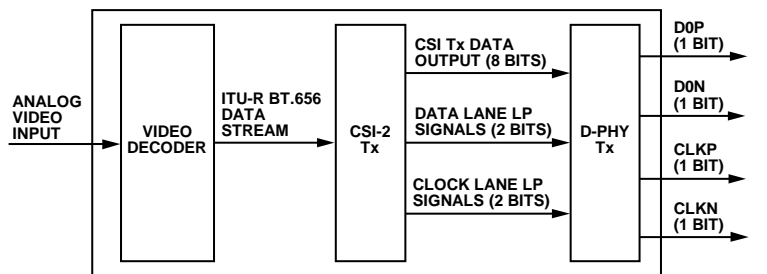 ANALOG
VIDEO
INPUT
VIDEO
DECODER
ITU-R BT.656
DATA
STREAM
CSI-2
Tx
CSI Tx DATA
OUTPUT (8 BITS)
DATA LANE LP
SIGNALS (2 BITS)
CLOCK LANE LP
SIGNALS (2 BITS)
D-PHY
Tx
D0P
(1 BIT)
D0N
(1 BIT)
CLKP
(1 BIT)
CLKN
(1 BIT)